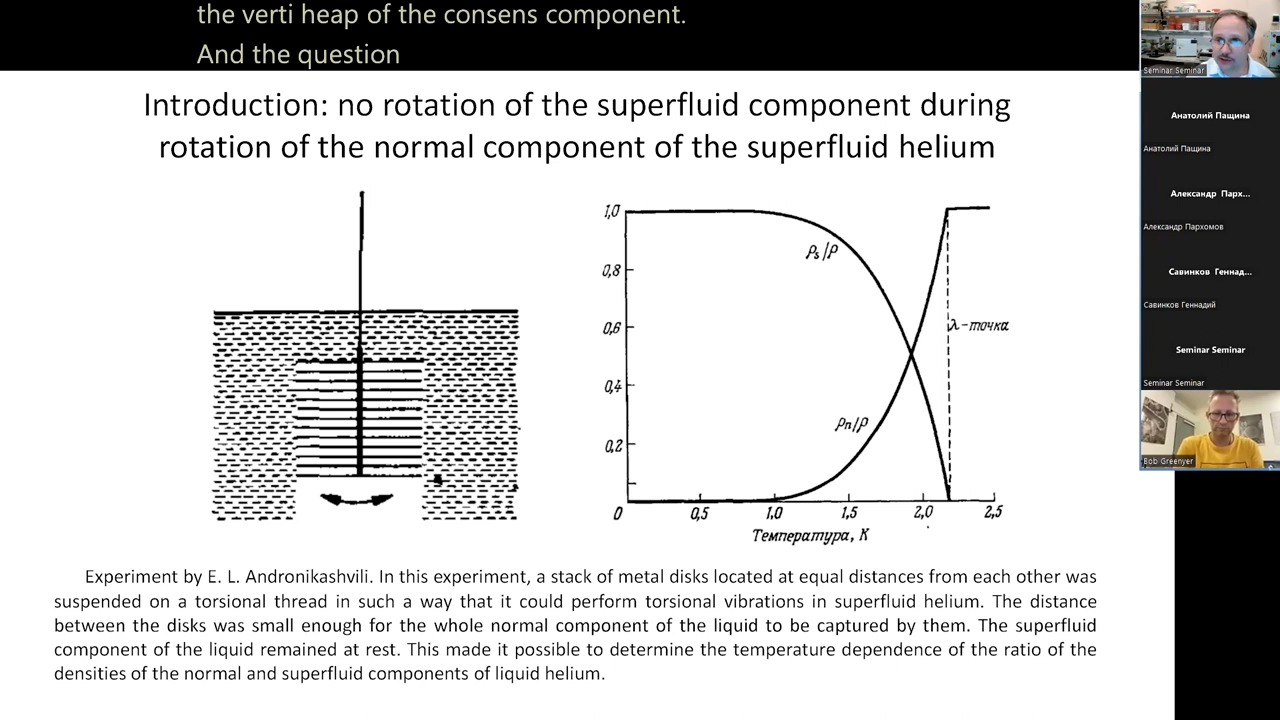 the verti heap of the consens component.
And the question
Introduction: no rotation of the superfluid component during
rotation of the normal component of the superfluid helium
1,0
0,8
0,6
0,4
0,2
0
0,5
1,0
1,5
2,0
2,5
ρs/ρ
ρn/ρ
λ-точка
Температура, К
Experiment by E. L. Andronikashvili. In this experiment, a stack of metal disks located at equal distances from each other was
suspended on a torsional thread in such a way that it could perform torsional vibrations in superfluid helium. The distance
between the disks was small enough for the whole normal component of the liquid to be captured by them. The superfluid
component of the liquid remained at rest. This made it possible to determine the temperature dependence of the ratio of the
densities of the normal and superfluid components of liquid helium.
Seminar Seminar
Анатолий Пащина
Анатолий Пащина
Александр Парх...
Александр Пархомов
Савинков Геннад...
Савинков Геннадий
Seminar Seminar
Seminar Seminar
Bob Greenyer